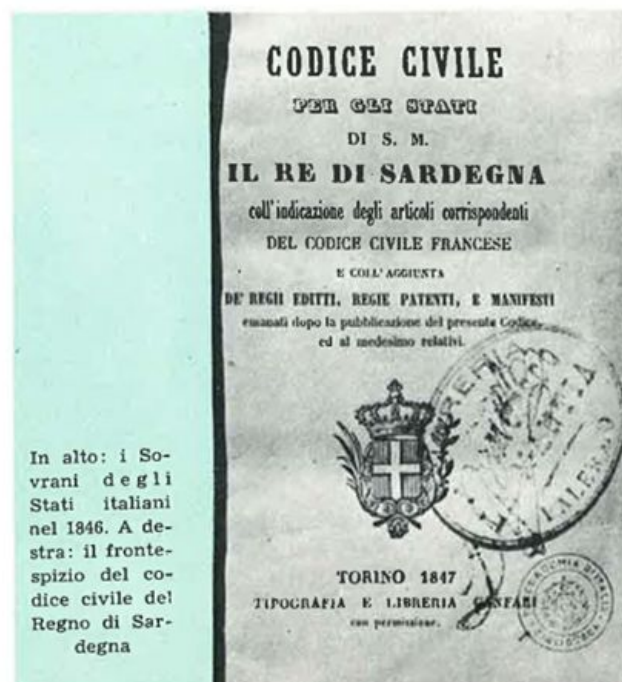 CODICE CIVILE
PER GLI STATI
DI S. M.
IL RE DI SARDEGNA
coll' indicazione degli articoli corrispondenti
DEL CODICE CIVILE FRANCESE
E COLL' AGGIUNTA
DE' REGII EDITTI, REGIE PATENTI, E MANIFESTI
emanati dopo la pubblicazione del presente Codice,
ed al medesimo relativi.
TORINO 1847
TIPOGRAFIA E LIBRERIA
con permissione.
In alto: i So-
vrani degli
Stati italiani
nel 1846. A de-
stra: il fronte-
spizio del co-
dice civile del
Regno di Sar-
degna